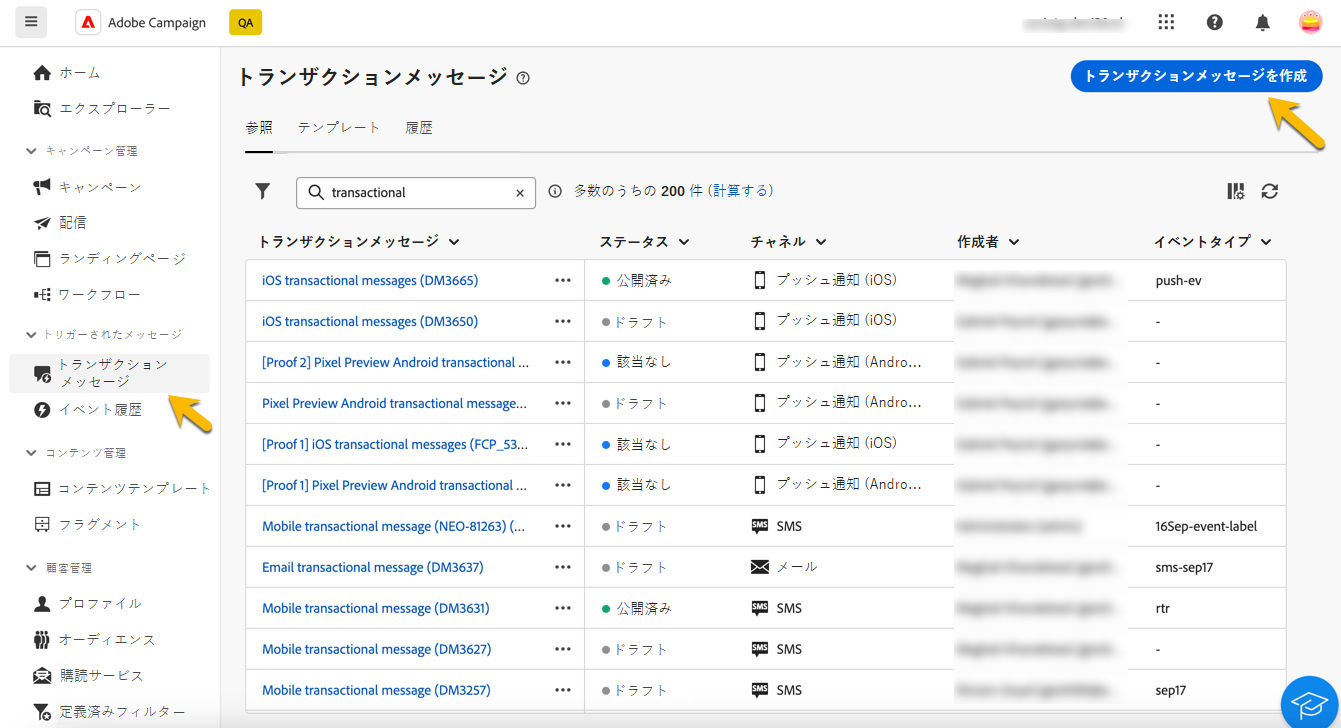 Adobe Campaign
QA
ホーム
エクスプローラー
キャンペーン管理
キャンペーン
配信
ランディングページ
ワークフロー
トリガーされたメッセージ
トランザクション
メッセージ
イベント履歴
コンテンツ管理
コンテンツテンプレート
フラグメント
顧客管理
プロファイル
オーディエンス
購読サービス
定義済みフィルター
トランザクションメッセージ
トランザクションメッセージを作成
参照 テンプレート 履歴
transactional 多数のうちの 200 件 (計算する)
トランザクションメッセージ ステータス チャネル 作成者 イベントタイプ
iOS transactional messages (DM3665) ... 公開済み プッシュ通知 (iOS) push-ev
iOS transactional messages (DM3650) ... ドラフト プッシュ通知 (iOS) -
[Proof 2] Pixel Preview Android transactional ... ... 該当なし プッシュ通知 (Andro... -
Pixel Preview Android transactional message... ... ドラフト プッシュ通知 (Andro... -
[Proof 1] iOS transactional messages (FCP_53... ... 該当なし プッシュ通知 (iOS) -
[Proof 1] Pixel Preview Android transactional ... ... 該当なし プッシュ通知 (Andro... -
Mobile transactional message (NEO-81263) (... ... ドラフト SMS SMS 16Sep-event-label
Email transactional message (DM3637) ... ドラフト メール sms-sep17
Mobile transactional message (DM3631) ... 公開済み SMS SMS rtr
Mobile transactional message (DM3627) ... ドラフト SMS SMS -
Mobile transactional message (DM3257) ... ドラフト SMS SMS sep17